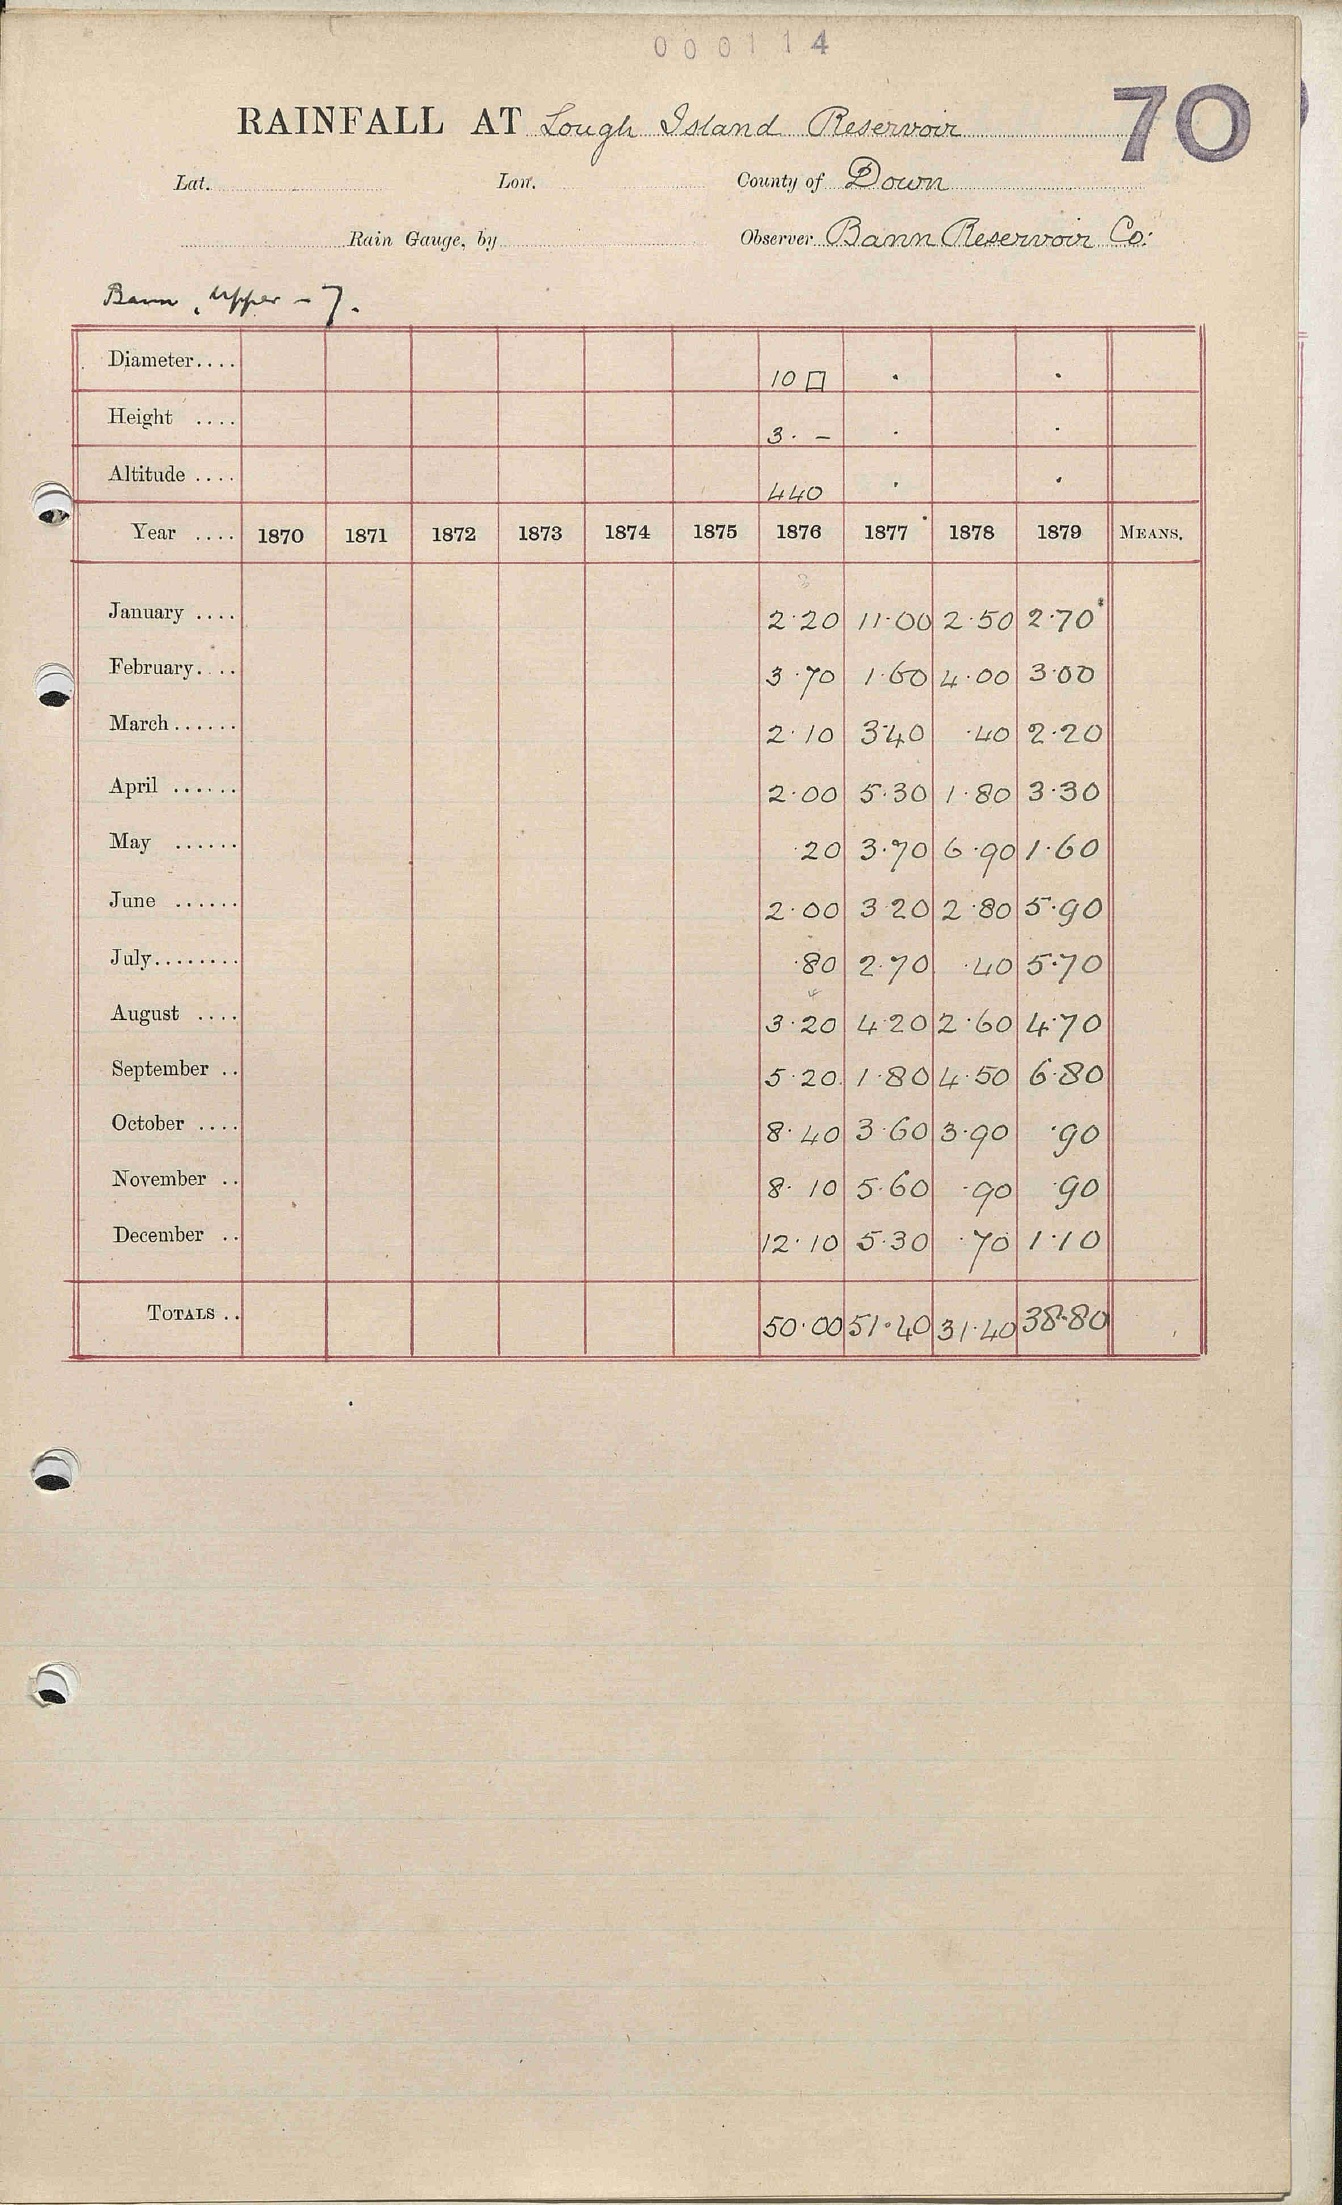 000114
70
RAINFALL AT Lough Island Reservoir
Lat. Lon. County of Down
Rain Gauge, by Observer Bann Reservoir Co:
Bann, Upper - 7.
Diameter.... 10 □ . .
Height .... 3. – . .
Altitude .... 440 . .
Year .... 1870 1871 1872 1873 1874 1875 1876 1877 1878 1879 MEANS.
3
January .... 2.20 11.00 2.50 2.70
February.... 3.70 1.60 4.00 3.00
March...... 2.10 3.40 .40 2.20
April ...... 2.00 5.30 1.80 3.30
May ...... .20 3.70 6.90 1.60
June ...... 2.00 3.20 2.80 5.90
July........ .80 2.70 .40 5.70
4
August .... 3.20 4.20 2.60 4.70
September .. 5.20 1.80 4.50 6.80
October .... 8.40 3.60 3.90 .90
November .. 8.10 5.60 .90 .90
December .. 12.10 5.30 .70 1.10
TOTALS .. 50.00 51.40 31.40 38.80